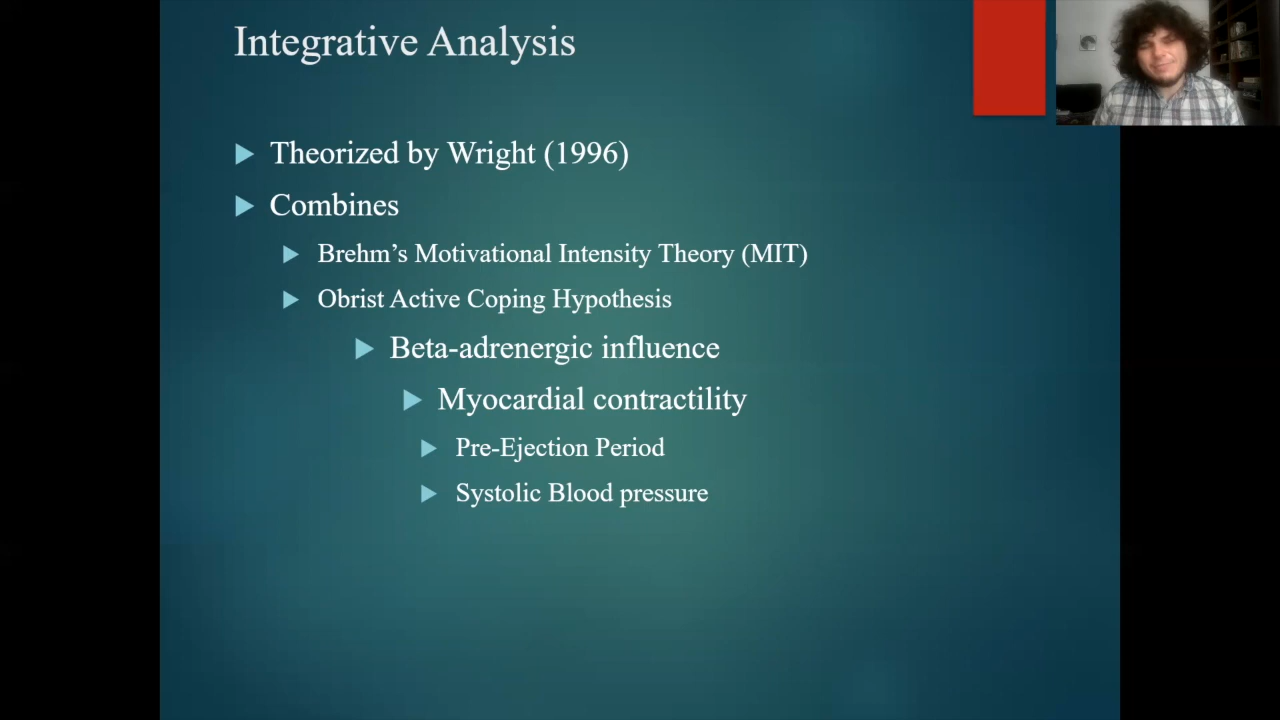 Integrative Analysis
Theorized by Wright (1996)
Combines
Brehm’s Motivational Intensity Theory (MIT)
Obrist Active Coping Hypothesis
Beta-adrenergic influence
Myocardial contractility
Pre-Ejection Period
Systolic Blood pressure